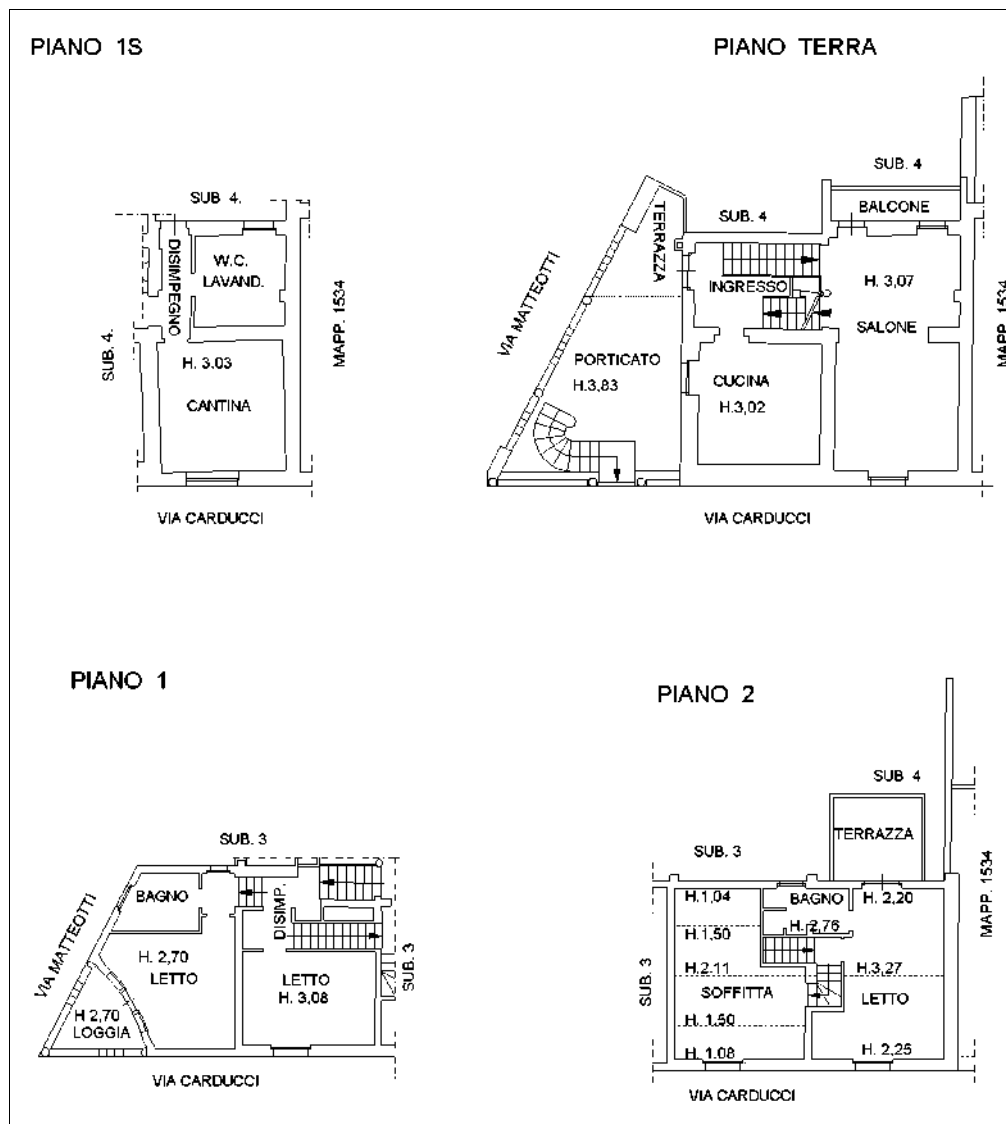 PIANO 1S
SUB 4.
DISIMPEGNO
W.C.
LAVAND.
SUB. 4.
MAPP. 1534
H. 3.03
CANTINA
VIA CARDUCCI
PIANO TERRA
SUB. 4
BALCONE
SUB. 4
TERRAZZA
VIA MATTEOTTI
INGRESSO
H. 3,07
SALONE
MAPP. 1534
PORTICATO
H.3,83
CUCINA
H.3,02
VIA CARDUCCI
PIANO 1
SUB. 3
BAGNO
DISIMP.
VIA MATTEOTTI
H. 2,70
LETTO
LETTO
H. 3,08
SUB. 3
H 2,70
LOGGIA
VIA CARDUCCI
PIANO 2
SUB 4
TERRAZZA
SUB. 3
H.1,04
BAGNO
H. 2,20
H.1,50
H. 2,76
H.2.11
H.3,27
SOFFITTA
LETTO
SUB. 3
MAPP. 1534
H. 1.50
H. 1.08
H. 2,25
VIA CARDUCCI